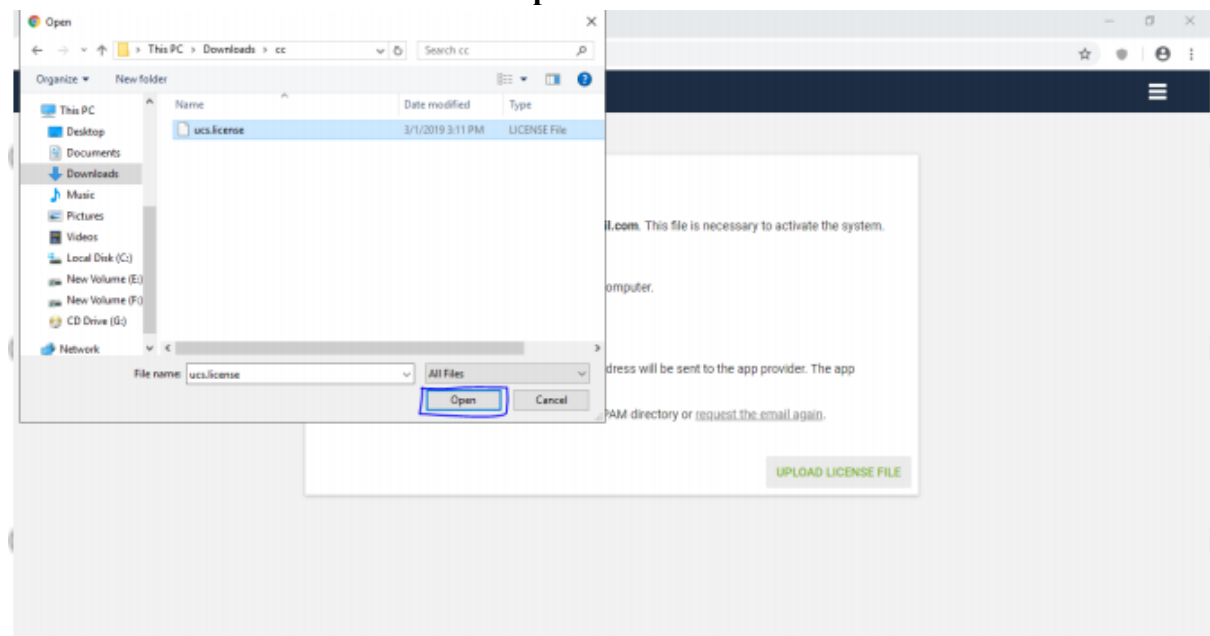 Open
This PC > Downloads > cc
Search cc
Organize
New folder
This PC
Desktop
Documents
Downloads
Music
Pictures
Videos
Local Disk (C:)
New Volume (E:)
New Volume (F:)
CD Drive (G:)
Network
Name Date modified Type
ucs.license 3/1/2019 3:11 PM LICENSE File
File name: ucs.license
All Files
Open Cancel
il.com. This file is necessary to activate the system.
omputer.
dress will be sent to the app provider. The app
PAM directory or request the email again.
UPLOAD LICENSE FILE